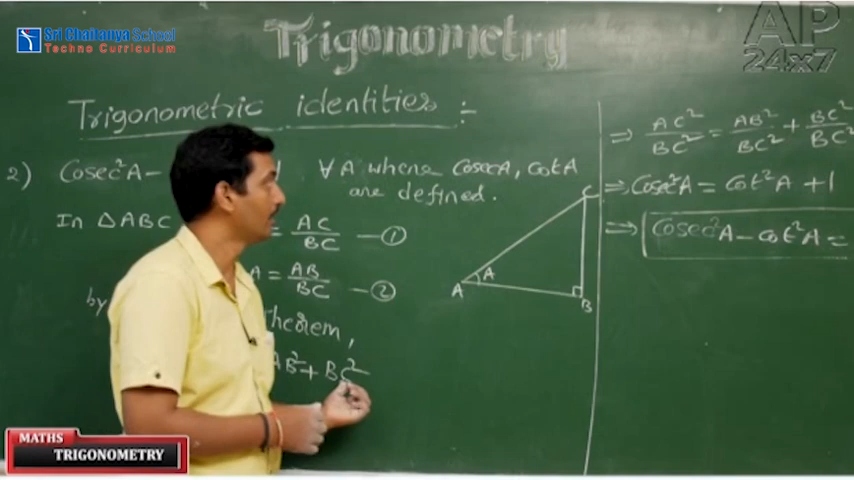 Sri Chaitanya School
Techno Curriculum
Trigonometry
AP
24x7
Trigonometric identities :-
2) Cosec²A - 1 ∀A where CosecA, CotA
are defined.
In △ABC = AC/BC — ①
A = AB/BC — ②
by Theorem,
AB² + BC²
C
A
A
B
⇒ AC²/BC² = AB²/BC² + BC²/BC²
⇒ Cosec²A = Cot²A + 1
⇒ Cosec²A - Cot²A =
MATHS
TRIGONOMETRY